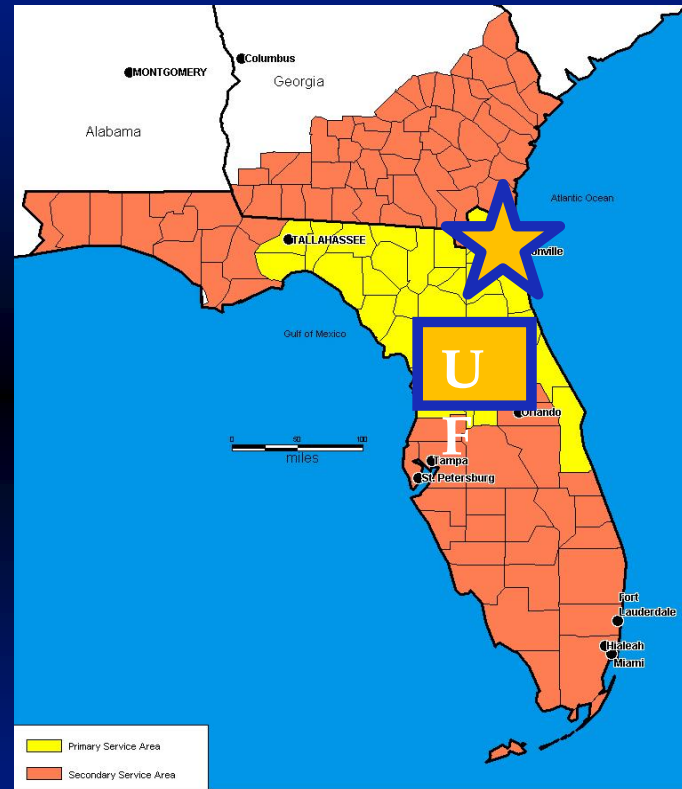 Columbus
MONTGOMERY
Georgia
Alabama
Atlantic Ocean
TALLAHASSEE
onville
Gulf of Mexico
U
F
Orlando
0 50 100
miles
Tampa
St. Petersburg
Fort
Lauderdale
Hialeah
Miami
Primary Service Area
Secondary Service Area